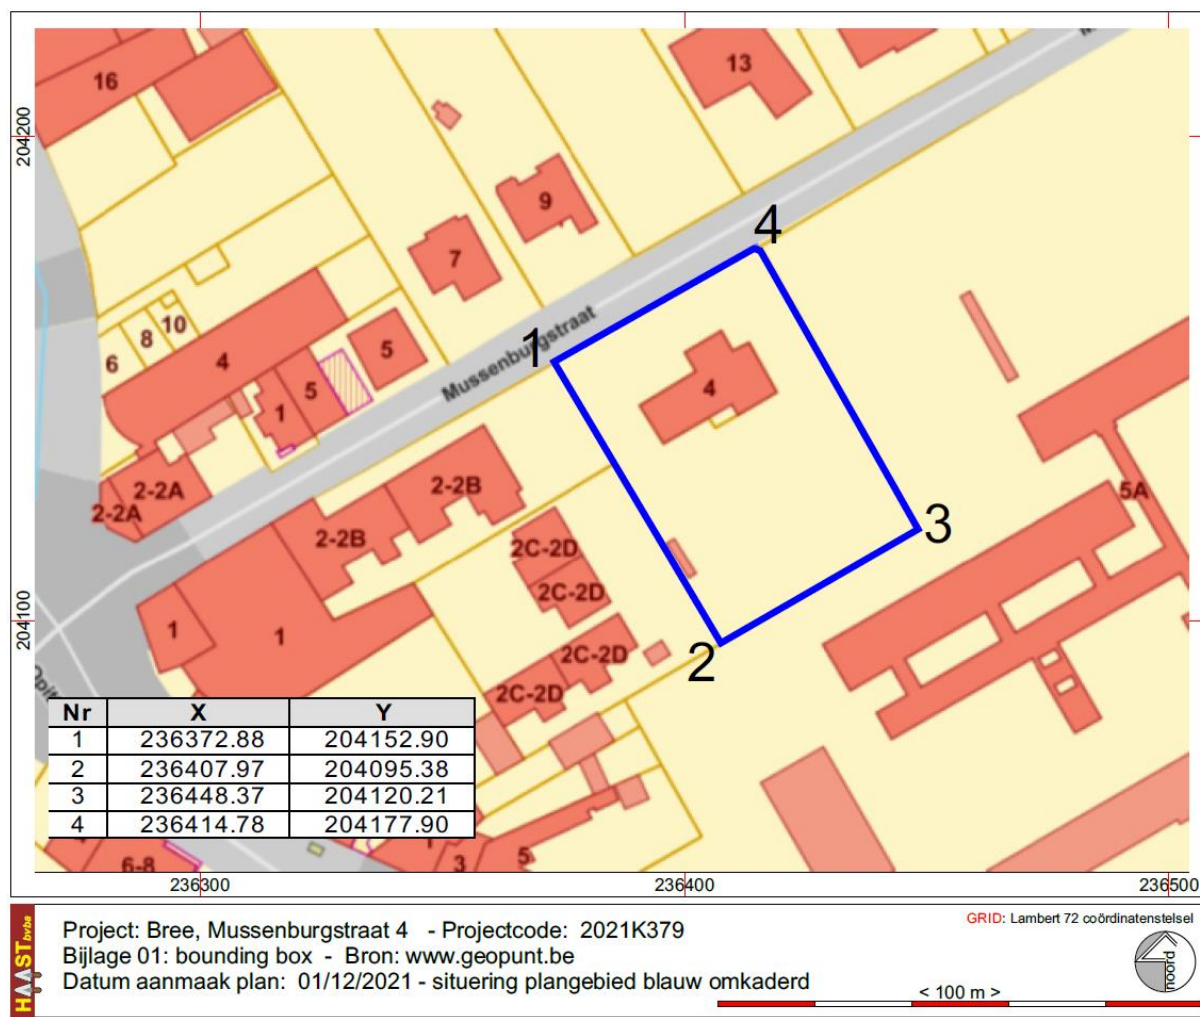 M
16
13
204200
9
7
4
10
8
6
5
Mussenburgstraat
1
4
4
5
1
2-2A
2-2A
2-2B
2-2B
3
5A
2C-2D
2C-2D
204100
1
1
2C-2D
2
2C-2D
Opit
Nr X Y
1 236372.88 204152.90
2 236407.97 204095.38
3 236448.37 204120.21
4 236414.78 204177.90
6-8
3
5
236300 236400 236500
HAAST bvba
Project: Bree, Mussenburgstraat 4 - Projectcode: 2021K379
Bijlage 01: bounding box - Bron: www.geopunt.be
Datum aanmaak plan: 01/12/2021 - situering plangebied blauw omkaderd
GRID: Lambert 72 coördinatenstelsel
noord
< 100 m >